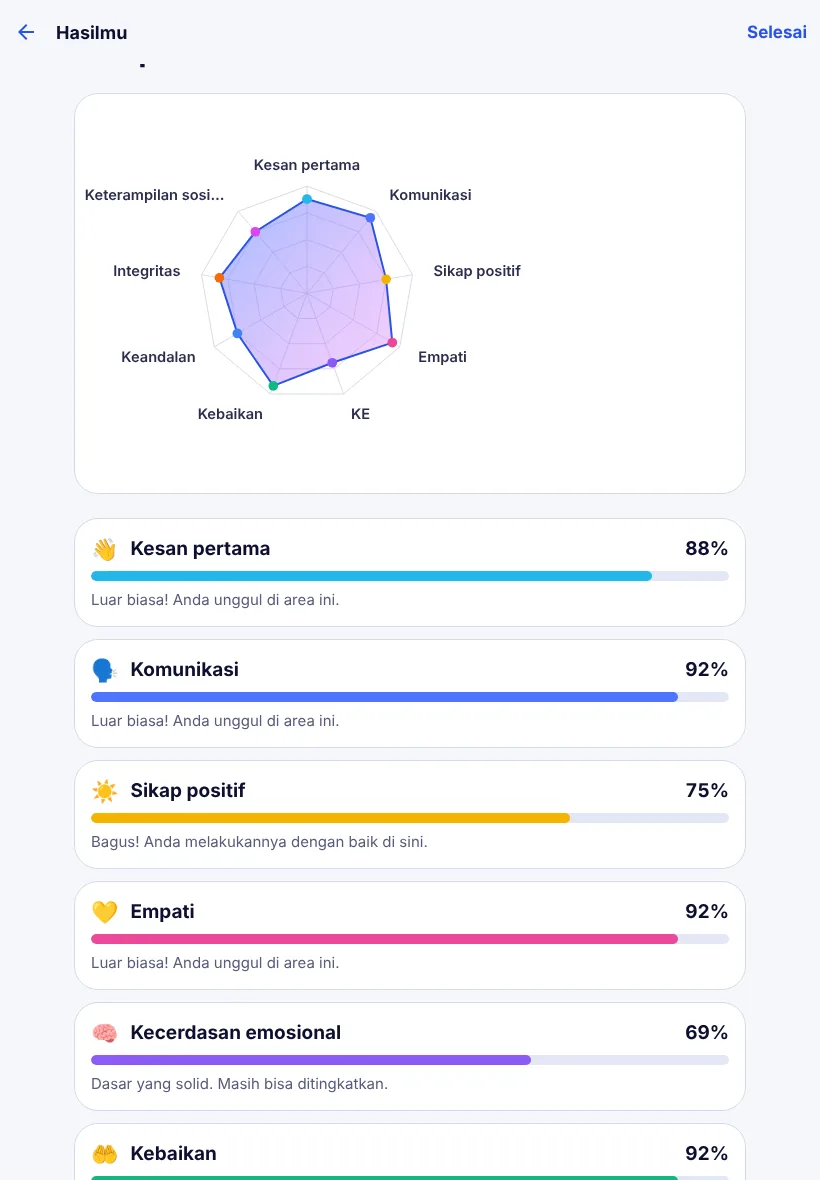 Hasilmu
Selesai
Kesan pertama
Keterampilan sosi...
Komunikasi
Integritas
Sikap positif
Keandalan
Empati
Kebaikan
KE
Kesan pertama
88%
Luar biasa! Anda unggul di area ini.
Komunikasi
92%
Luar biasa! Anda unggul di area ini.
Sikap positif
75%
Bagus! Anda melakukannya dengan baik di sini.
Empati
92%
Luar biasa! Anda unggul di area ini.
Kecerdasan emosional
69%
Dasar yang solid. Masih bisa ditingkatkan.
Kebaikan
92%